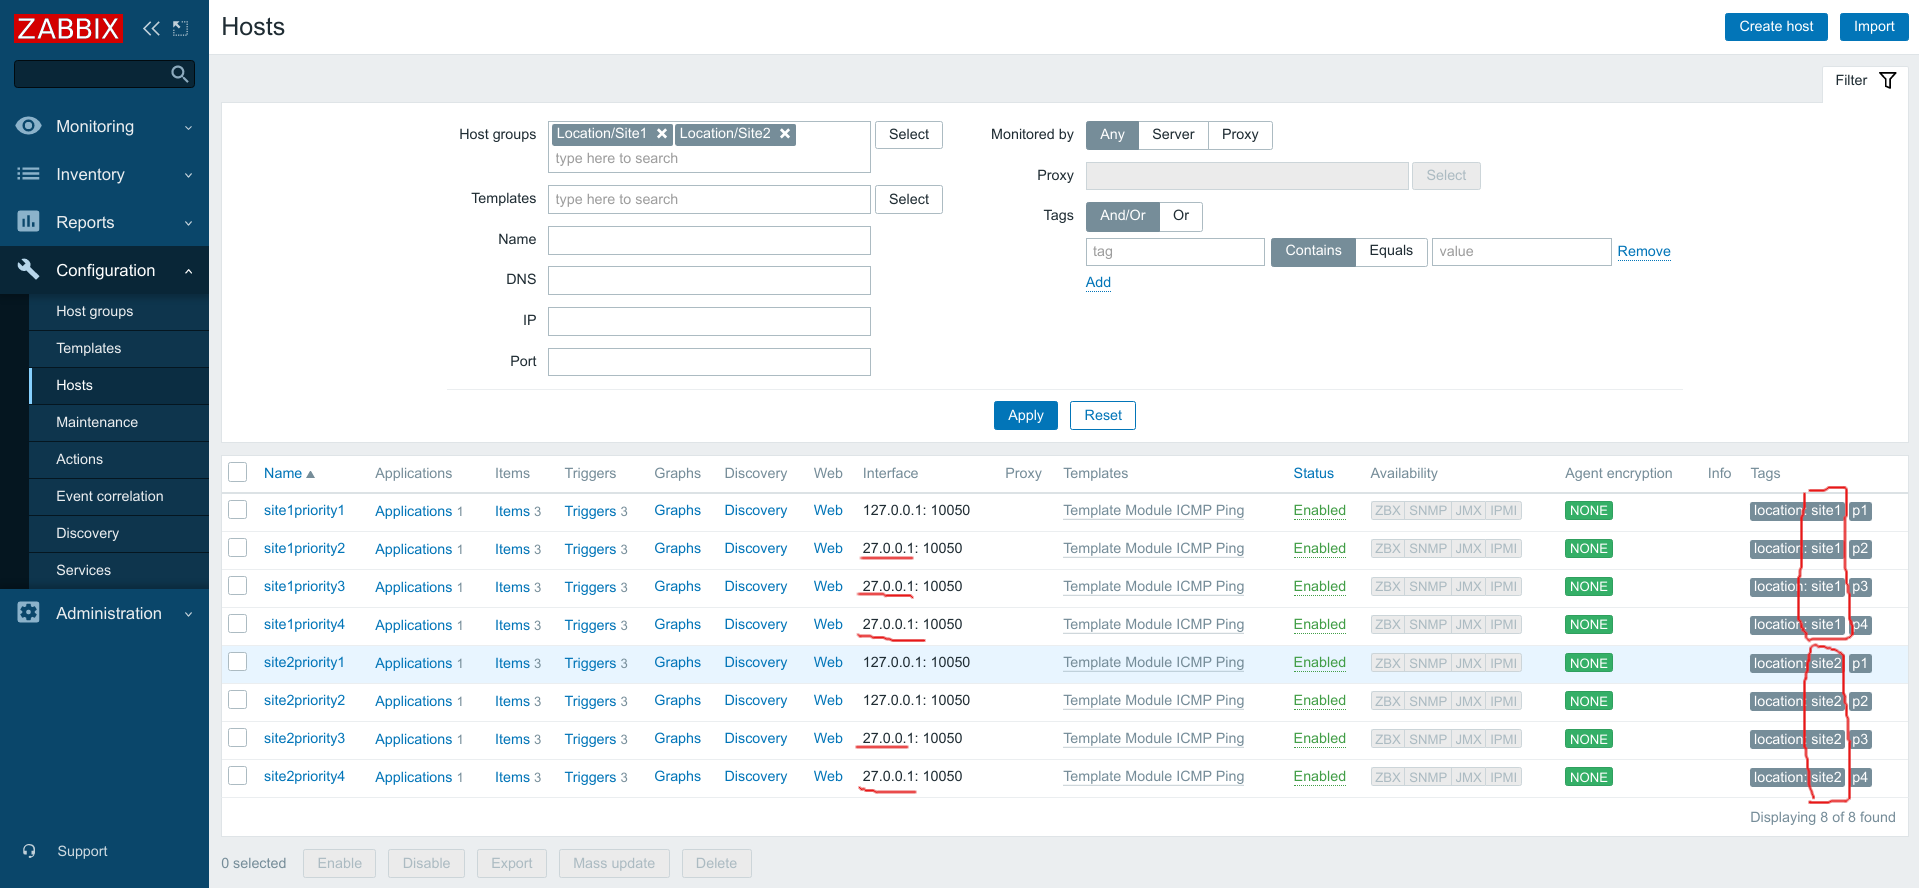 ZABBIX
Monitoring
Inventory
Reports
Configuration
Host groups
Templates
Hosts
Maintenance
Actions
Event correlation
Discovery
Services
Administration
Support
Hosts
Create host Import
Filter
Host groups Location/Site1 Location/Site2 Select
type here to search
Templates type here to search Select
Name
DNS
IP
Port
Monitored by Any Server Proxy
Proxy Select
Tags And/Or Or
tag Contains Equals value Remove
Add
Apply Reset
Name Applications Items Triggers Graphs Discovery Web Interface Proxy Templates Status Availability Agent encryption Info Tags
site1priority1 Applications 1 Items 3 Triggers 3 Graphs Discovery Web 127.0.0.1: 10050 Template Module ICMP Ping Enabled ZBX SNMP JMX IPMI NONE location: site1 p1
site1priority2 Applications 1 Items 3 Triggers 3 Graphs Discovery Web 27.0.0.1: 10050 Template Module ICMP Ping Enabled ZBX SNMP JMX IPMI NONE location: site1 p2
site1priority3 Applications 1 Items 3 Triggers 3 Graphs Discovery Web 27.0.0.1: 10050 Template Module ICMP Ping Enabled ZBX SNMP JMX IPMI NONE location: site1 p3
site1priority4 Applications 1 Items 3 Triggers 3 Graphs Discovery Web 27.0.0.1: 10050 Template Module ICMP Ping Enabled ZBX SNMP JMX IPMI NONE location: site1 p4
site2priority1 Applications 1 Items 3 Triggers 3 Graphs Discovery Web 127.0.0.1: 10050 Template Module ICMP Ping Enabled ZBX SNMP JMX IPMI NONE location: site2 p1
site2priority2 Applications 1 Items 3 Triggers 3 Graphs Discovery Web 127.0.0.1: 10050 Template Module ICMP Ping Enabled ZBX SNMP JMX IPMI NONE location: site2 p2
site2priority3 Applications 1 Items 3 Triggers 3 Graphs Discovery Web 27.0.0.1: 10050 Template Module ICMP Ping Enabled ZBX SNMP JMX IPMI NONE location: site2 p3
site2priority4 Applications 1 Items 3 Triggers 3 Graphs Discovery Web 27.0.0.1: 10050 Template Module ICMP Ping Enabled ZBX SNMP JMX IPMI NONE location: site2 p4
Displaying 8 of 8 found
0 selected Enable Disable Export Mass update Delete